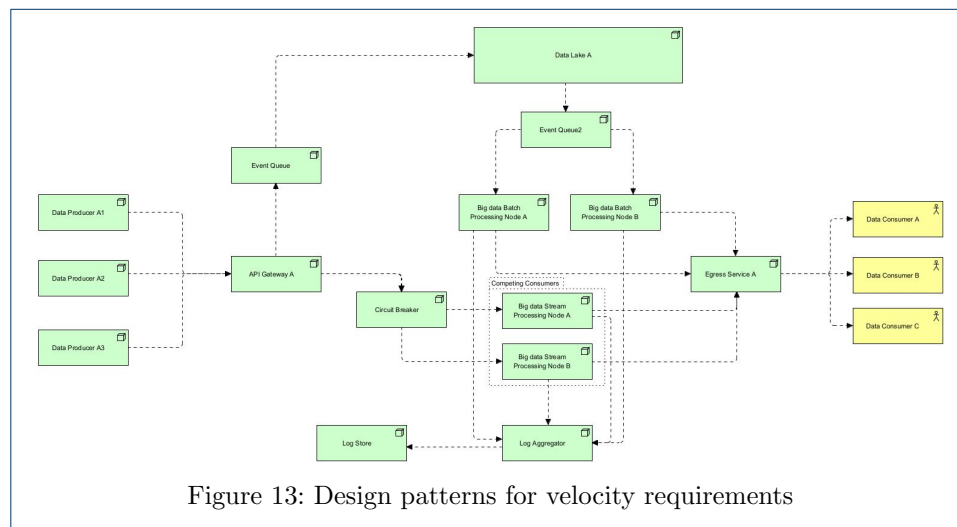 Data Lake A
Event Queue2
Event Queue
Big data Batch
Processing Node A
Big data Batch
Processing Node B
Data Producer A1
Data Producer A2
Data Producer A3
API Gateway A
Circuit Breaker
Competing Consumers
Big data Stream
Processing Node A
Big data Stream
Processing Node B
Egress Service A
Data Consumer A
Data Consumer B
Data Consumer C
Log Store
Log Aggregator
Figure 13: Design patterns for velocity requirements